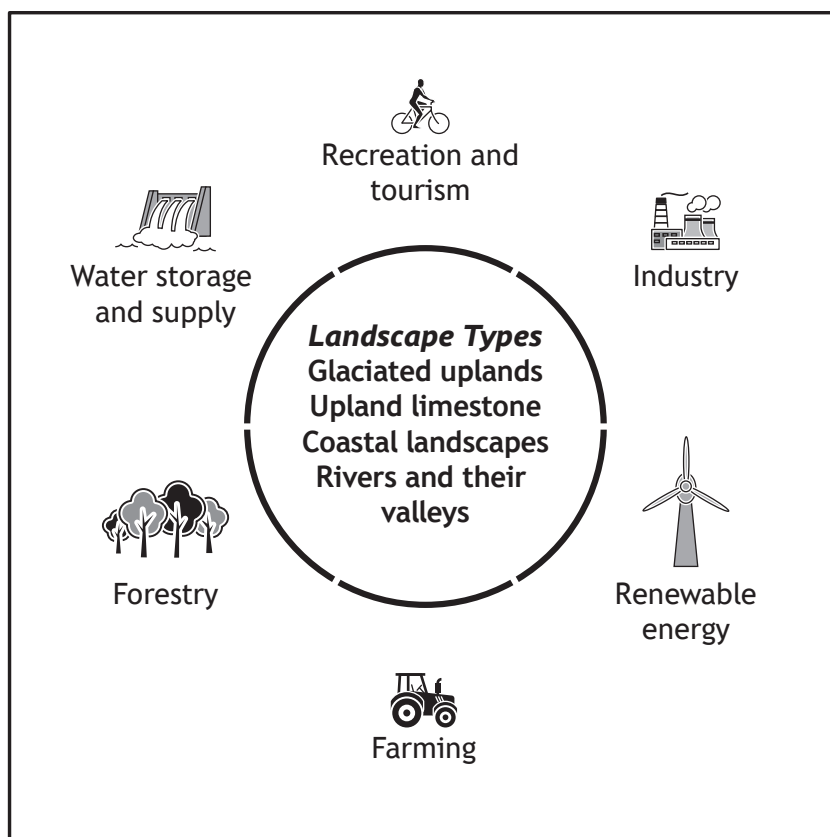 Recreation and
tourism
Water storage
and supply
Industry
Landscape Types
Glaciated uplands
Upland limestone
Coastal landscapes
Rivers and their
valleys
Forestry
Renewable
energy
Farming